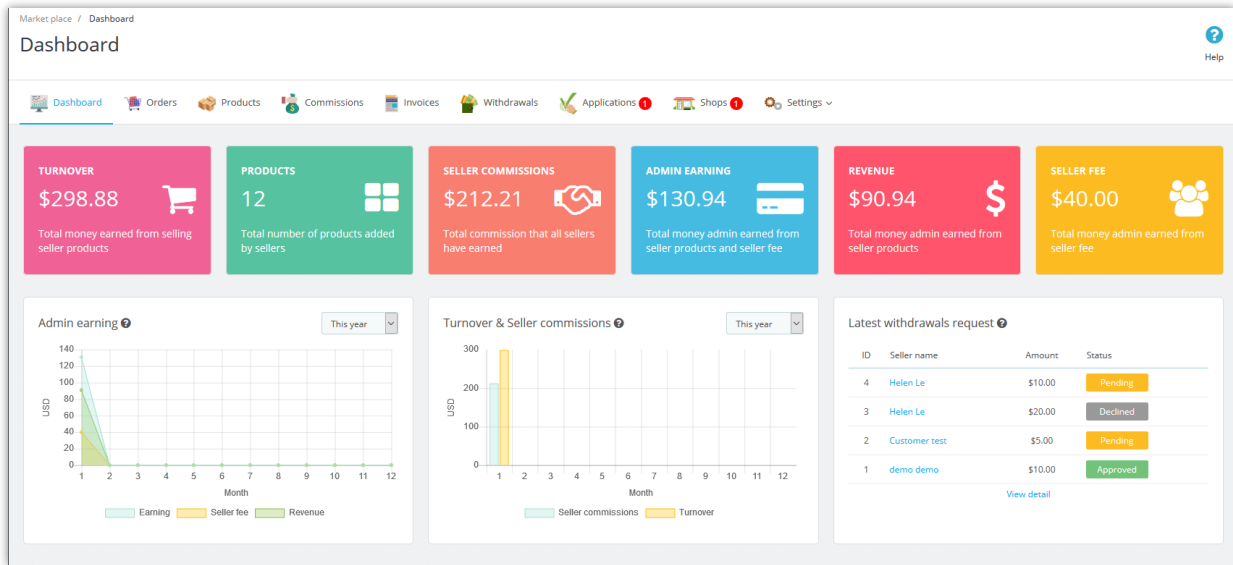 Market place / Dashboard
Dashboard
Help
Dashboard Orders Products Commissions Invoices Withdrawals Applications 1 Shops 1 Settings
TURNOVER
$298.88
Total money earned from selling
seller products
PRODUCTS
12
Total number of products added
by sellers
SELLER COMMISSIONS
$212.21
Total commission that all sellers
have earned
ADMIN EARNING
$130.94
Total money admin earned from
seller products and seller fee
REVENUE
$90.94
Total money admin earned from
seller products
SELLER FEE
$40.00
Total money admin earned from
seller fee
Admin earning
This year
140
120
100
80
60
40
20
0
USD
1 2 3 4 5 6 7 8 9 10 11 12
Month
Earning Seller fee Revenue
Turnover & Seller commissions
This year
300
200
100
0
USD
1 2 3 4 5 6 7 8 9 10 11 12
Month
Seller commissions Turnover
Latest withdrawals request
ID Seller name Amount Status
4 Helen Le $10.00 Pending
3 Helen Le $20.00 Declined
2 Customer test $5.00 Pending
1 demo demo $10.00 Approved
View detail